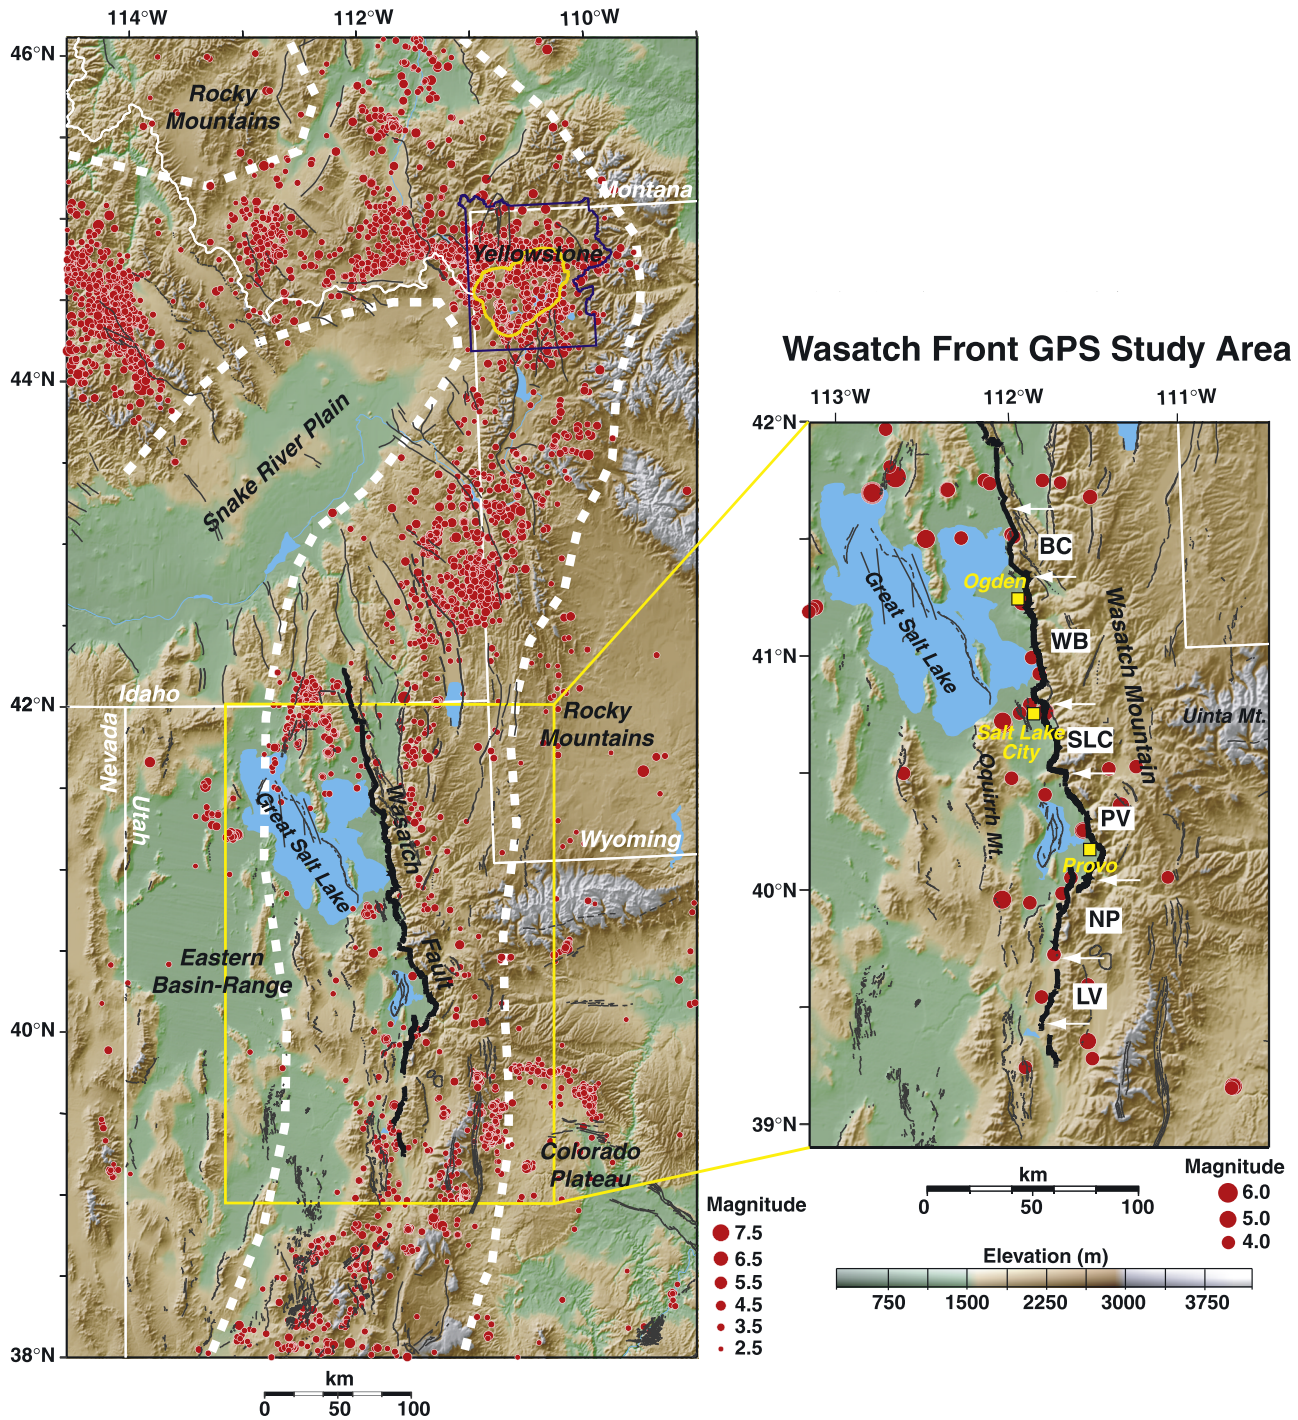 114°W 112°W 110°W
46°N
Rocky
Mountains
Montana
Yellowstone
44°N
Snake River Plain
42°N
Idaho
Nevada
Utah
Rocky
Mountains
Great Salt Lake
Wasatch
Fault
Wyoming
Eastern
Basin-Range
40°N
Colorado
Plateau
38°N
km
0 50 100
Magnitude
7.5
6.5
5.5
4.5
3.5
2.5
Wasatch Front GPS Study Area
113°W 112°W 111°W
42°N
BC
Ogden
Great Salt Lake
WB
Wasatch Mountain
41°N
Uinta Mt.
Salt Lake
City
SLC
Oquirrh Mt.
PV
Provo
40°N
NP
LV
39°N
km
0 50 100
Magnitude
6.0
5.0
4.0
Elevation (m)
750 1500 2250 3000 3750